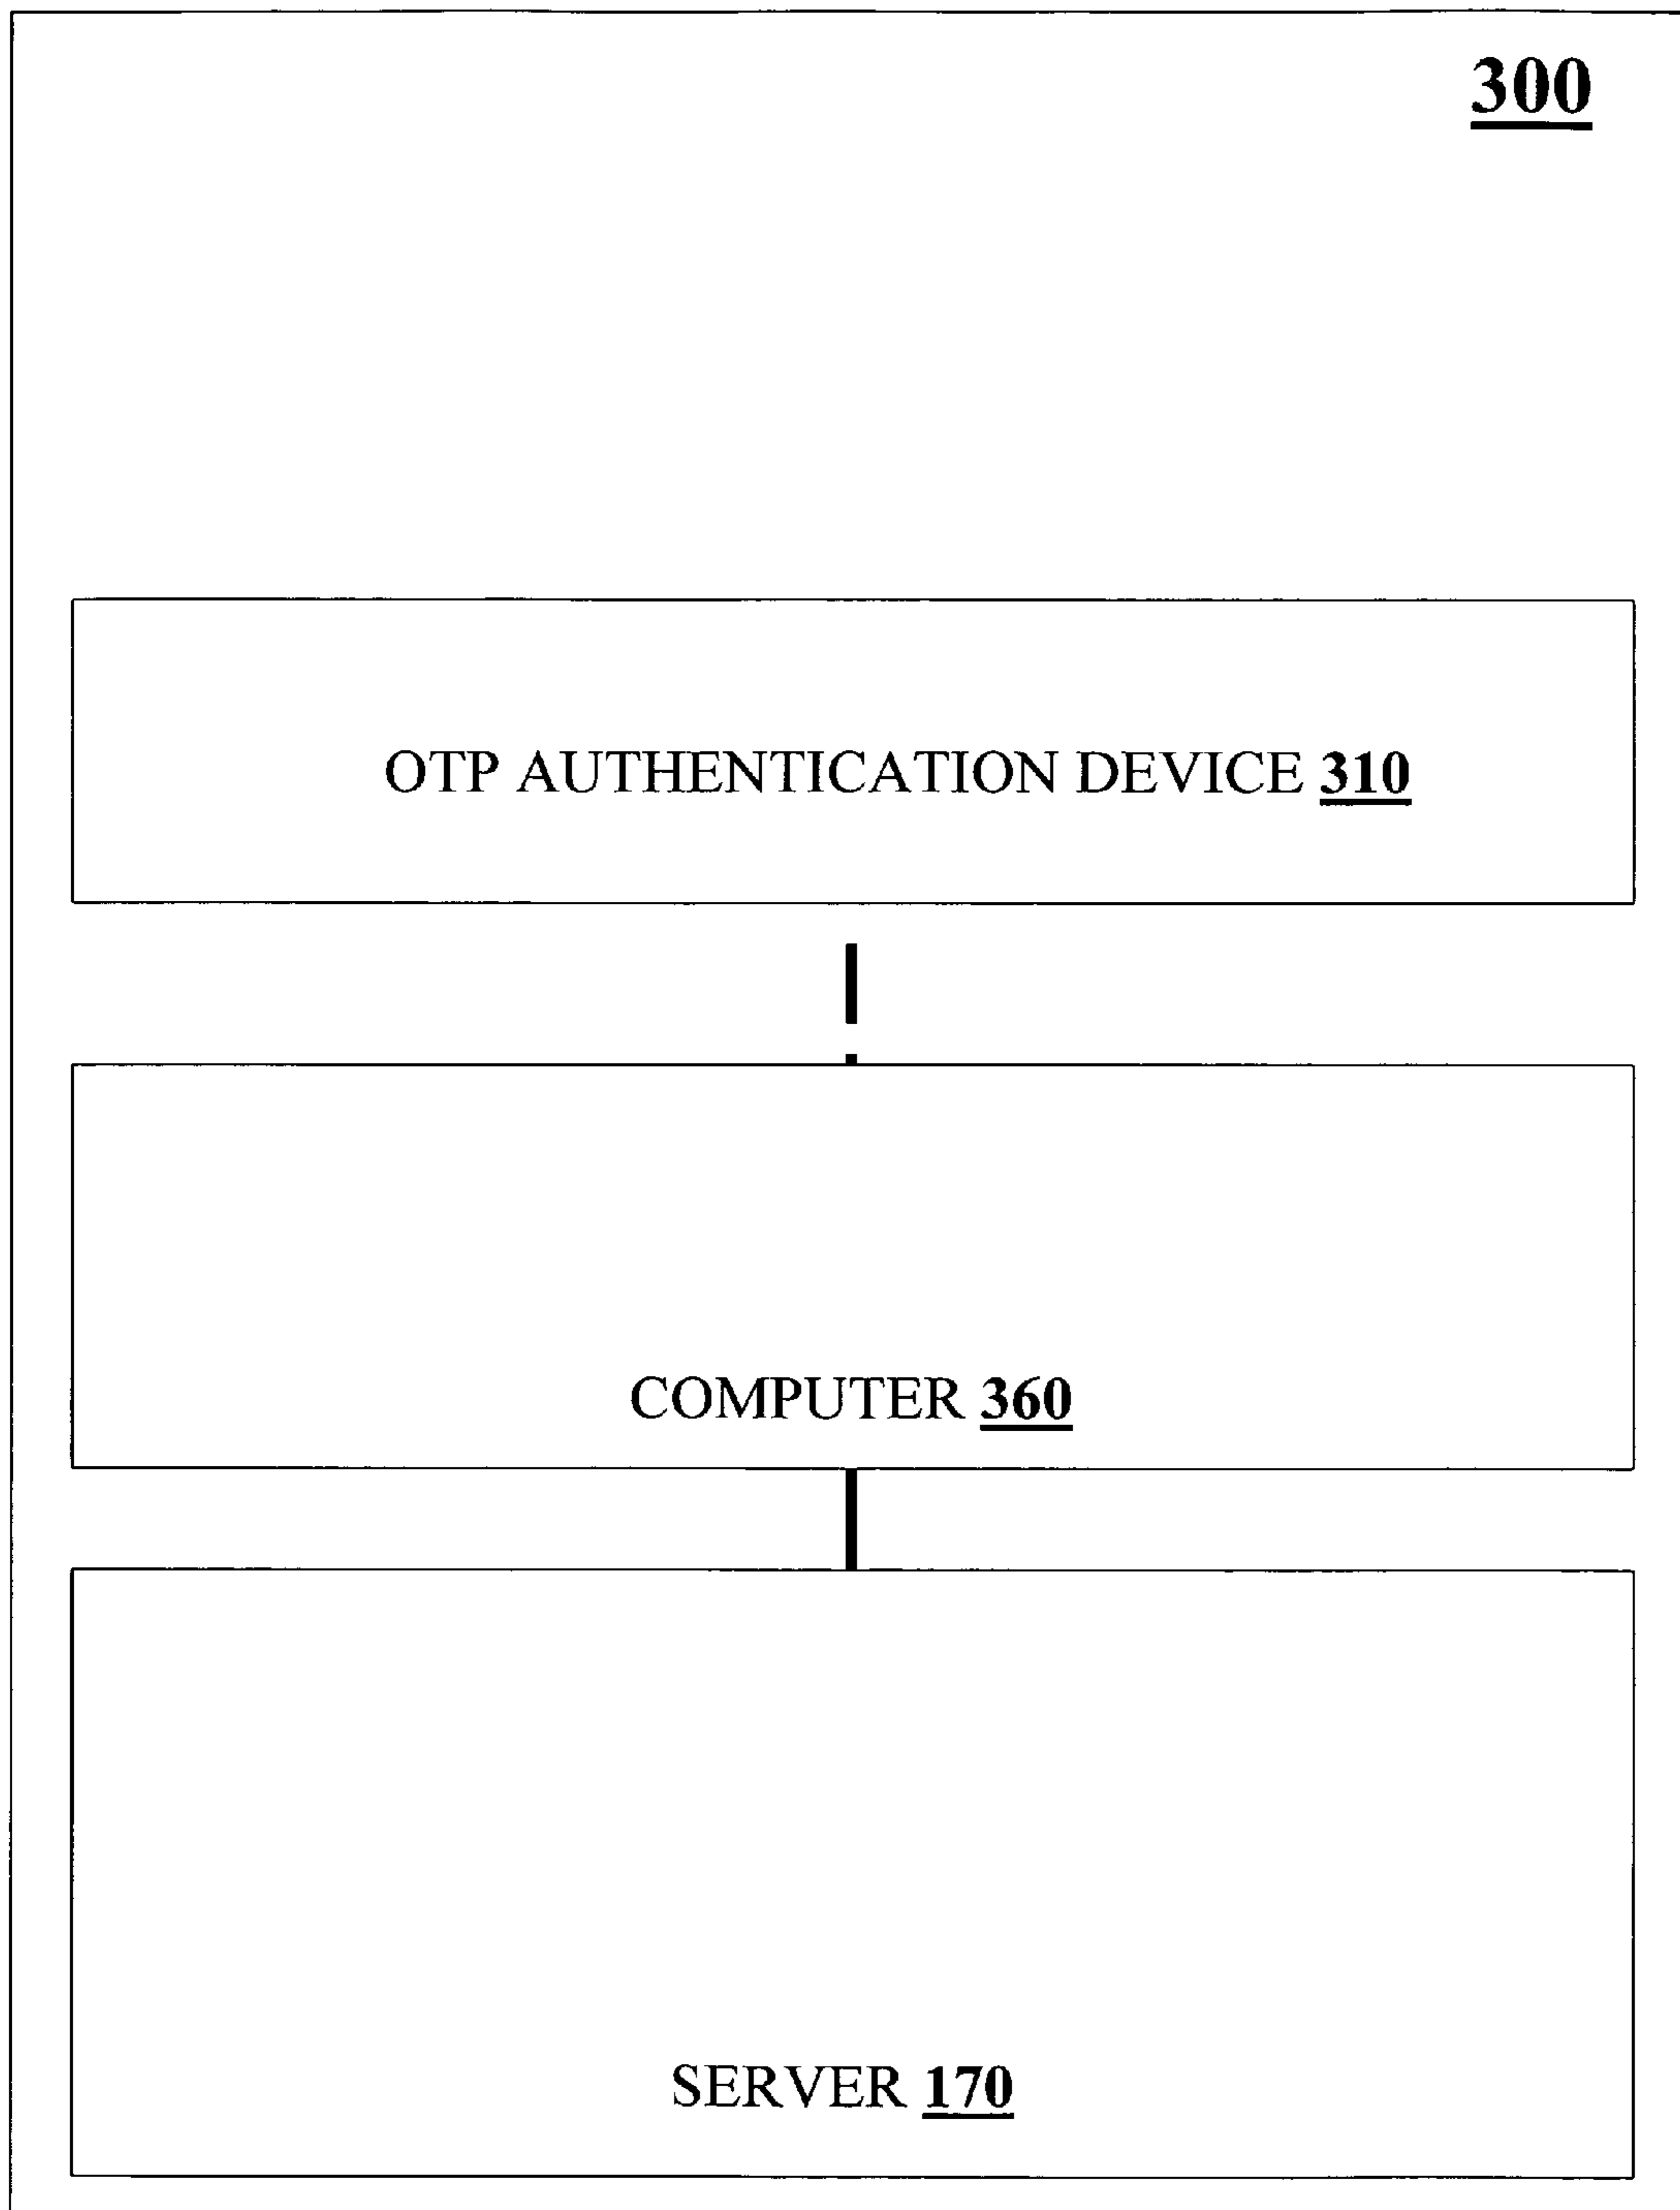 300
OTP AUTHENTICATION DEVICE 310
COMPUTER 360
SERVER 170